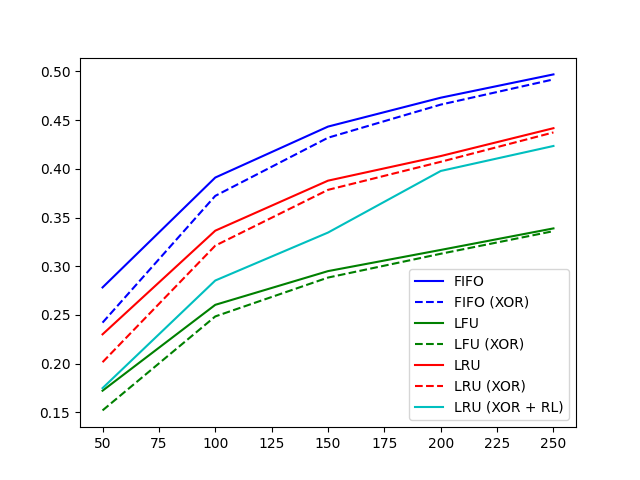 0.50
0.45
0.40
0.35
0.30
0.25
0.20
0.15
50
75
100
125
150
175
200
225
250
FIFO
FIFO (XOR)
LFU
LFU (XOR)
LRU
LRU (XOR)
LRU (XOR + RL)